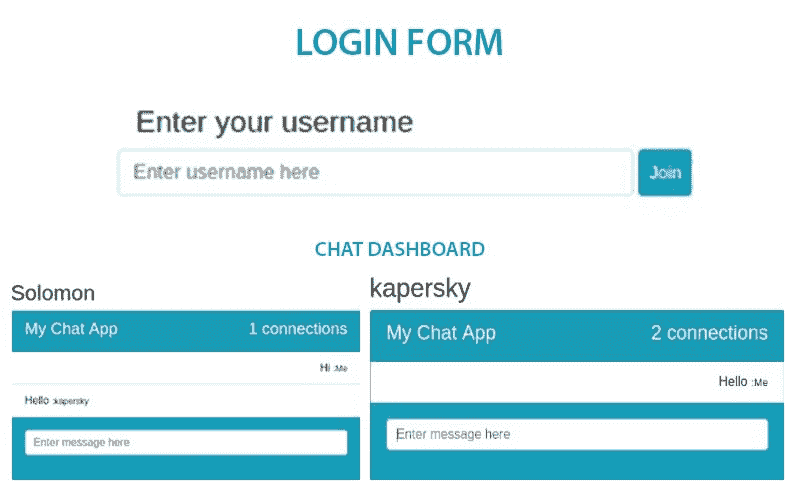 LOGIN FORM
Enter your username
Enter username here
Join
CHAT DASHBOARD
Solomon
My Chat App 1 connections
Hi :Me
Hello :kapersky
Enter message here
kapersky
My Chat App 2 connections
Hello :Me
Enter message here